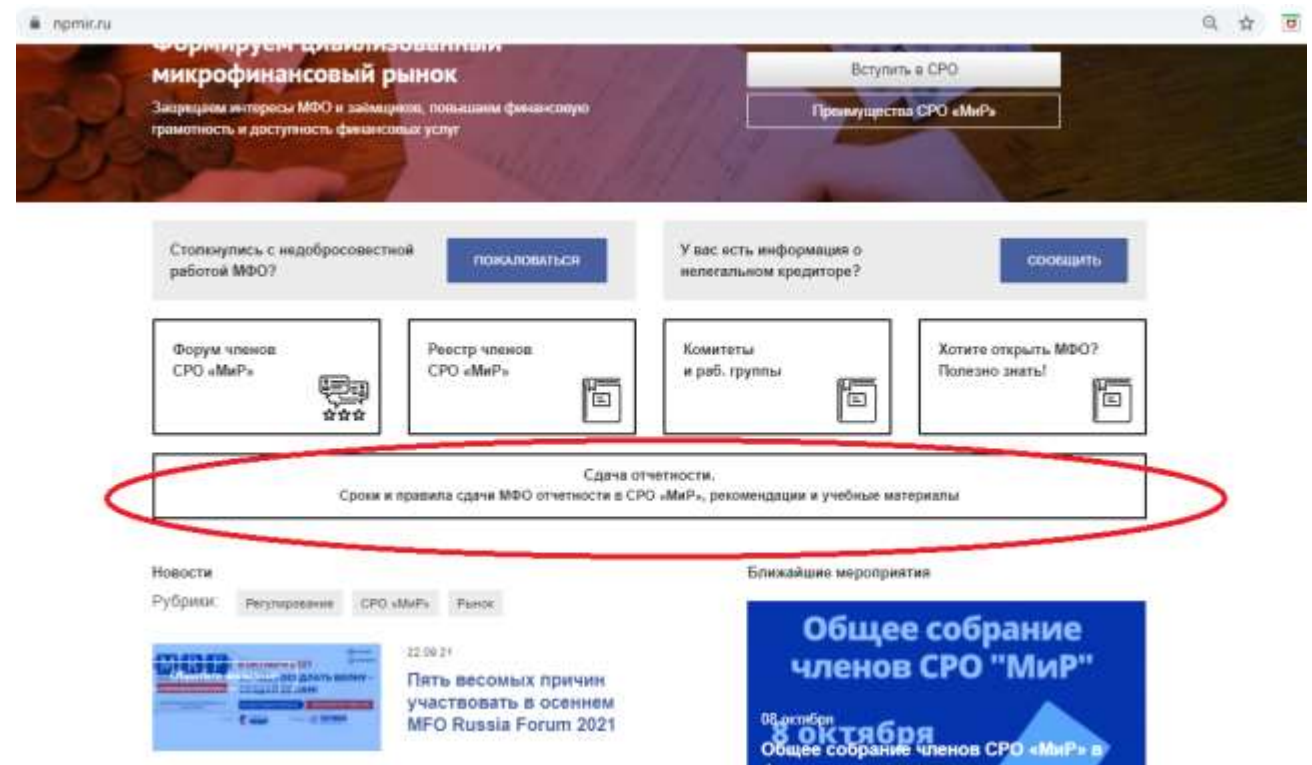 npmir.ru
Формируем цивилизованный
микрофинансовый рынок
Защищаем интересы МФО и заёмщиков, повышаем финансовую
грамотность и доступность финансовых услуг
Вступить в СРО
Преимущества СРО «МиР»
Столкнулись с недобросовестной
работой МФО?
ПОЖАЛОВАТЬСЯ
У вас есть информация о
нелегальном кредиторе?
СООБЩИТЬ
Форум членов
СРО «МиР»
Реестр членов
СРО «МиР»
Комитеты
и раб. группы
Хотите открыть МФО?
Полезно знать!
Сдача отчетности.
Сроки и правила сдачи МФО отчетности в СРО «МиР», рекомендации и учебные материалы
Новости
Рубрики: Регулирование СРО «МиР» Рынок
22.09.21
Пять весомых причин
участвовать в осеннем
MFO Russia Forum 2021
Ближайшие мероприятия
Общее собрание
членов СРО "МиР"
08 октября
8 октября
Общее собрание членов СРО «МиР» в